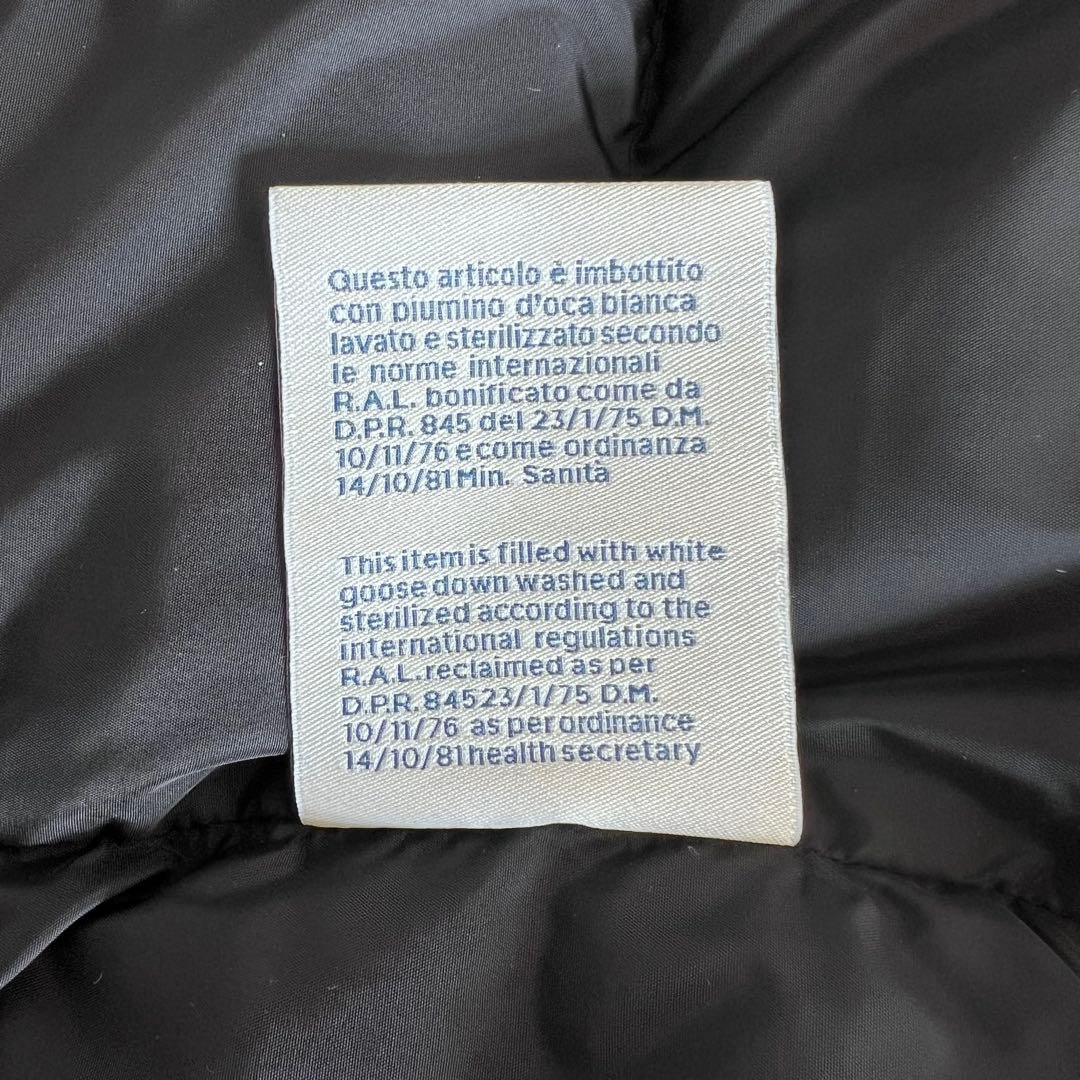 Questo articolo è imbottito
con piumino d'oca bianca
lavato e sterilizzato secondo
le norme internazionali
R.A.L. bonificato come da
D.P.R. 845 del 23/1/75 D.M.
10/11/76 e come ordinanza
14/10/81 Min. Sanità
This item is filled with white
goose down washed and
sterilized according to the
international regulations
R.A.L. reclaimed as per
D.P.R. 845 23/1/75 D.M.
10/11/76 as per ordinance
14/10/81 health secretary